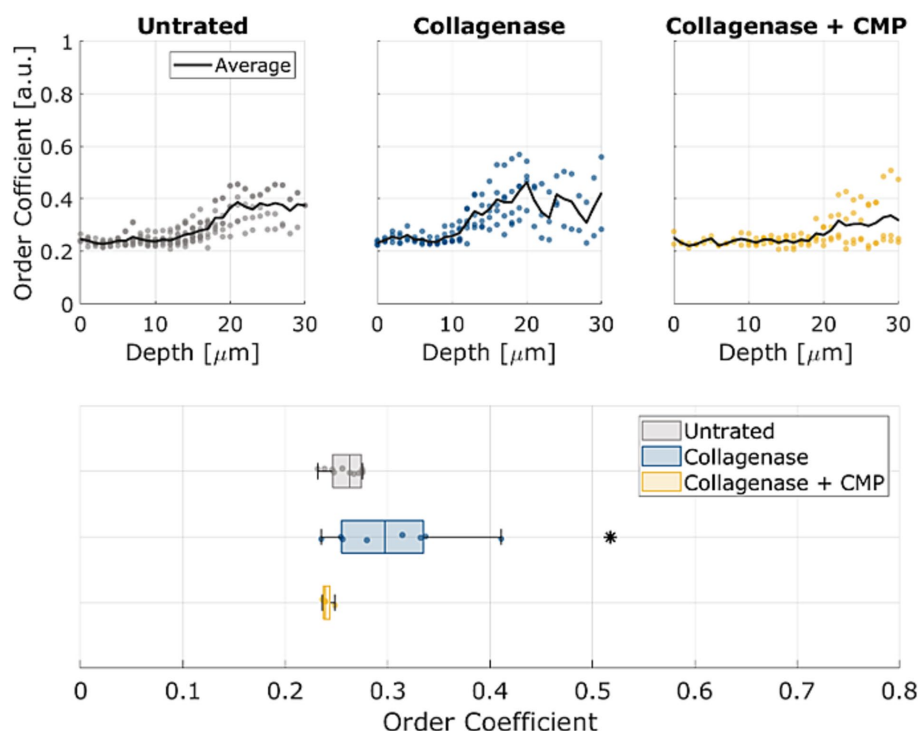 Untrated
Collagenase
Collagenase + CMP
Order Coefficient [a.u.]
1
0.8
0.6
0.4
0.2
0
Average
0 10 20 30
0 10 20 30
0 10 20 30
Depth [μm]
Depth [μm]
Depth [μm]
Untrated
Collagenase
Collagenase + CMP
*
0 0.1 0.2 0.3 0.4 0.5 0.6 0.7 0.8
Order Coefficient